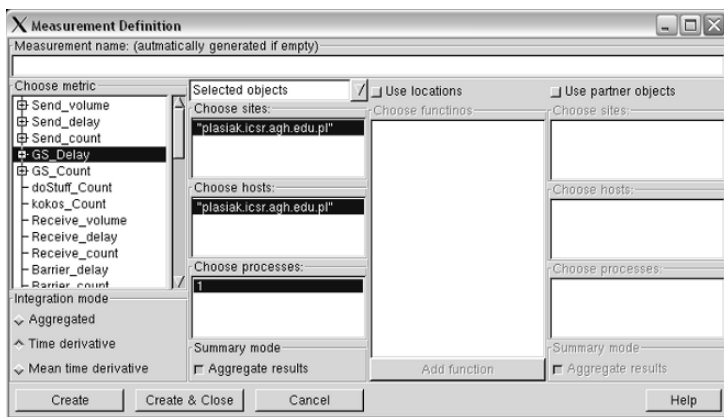 Measurement Definition
Measurement name: (autmatically generated if empty)
Choose metric
Send_volume
Send_delay
Send_count
GS_Delay
GS_Count
doStuff_Count
kokos_Count
Receive_volume
Receive_delay
Receive_count
Barrier_delay
Barrier_count
Integration mode
Aggregated
Time derivative
Mean time derivative
Selected objects
Choose sites:
"plasiak.icsr.agh.edu.pl"
Choose hosts:
"plasiak.icsr.agh.edu.pl"
Choose processes:
1
Summary mode
Aggregate results
Use locations
Choose functinos
Add function
Use partner objects
Choose sites:
Choose hosts:
Choose processes:
Summary mode
Aggregate results
Create
Create & Close
Cancel
Help